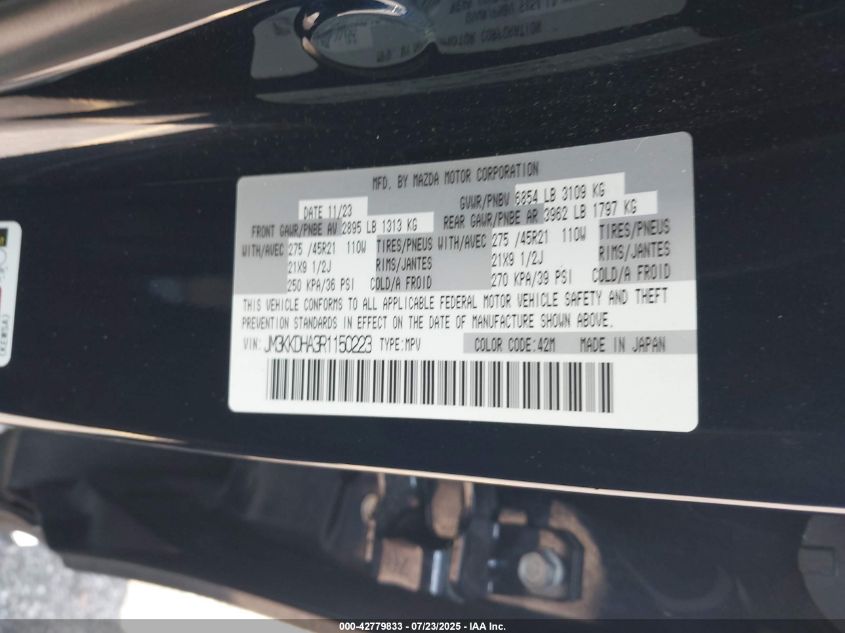 MFD. BY MAZDA MOTOR CORPORATION
DATE 11/23 GVWR/PNBV 6854 LB 3109 KG
FRONT GAWR/PNBE AV 2895 LB 1313 KG REAR GAWR/PNBE AR 3962 LB 1797 KG
WITH/AVEC 275 /45R21 110W TIRES/PNEUS WITH/AVEC 275 /45R21 110W TIRES/PNEUS
21X9 1/2J RIMS/JANTES 21X9 1/2J RIMS/JANTES
250 KPA/36 PSI COLD/A FROID 270 KPA/39 PSI COLD/A FROID
THIS VEHICLE CONFORMS TO ALL APPLICABLE FEDERAL MOTOR VEHICLE SAFETY AND THEFT
PREVENTION STANDARDS IN EFFECT ON THE DATE OF MANUFACTURE SHOWN ABOVE.
VIN: JM3KKDHA3R1150223 TYPE:MPV COLOR CODE:42M MADE IN JAPAN
000-42779833 - 07/23/2025 - IAA Inc.